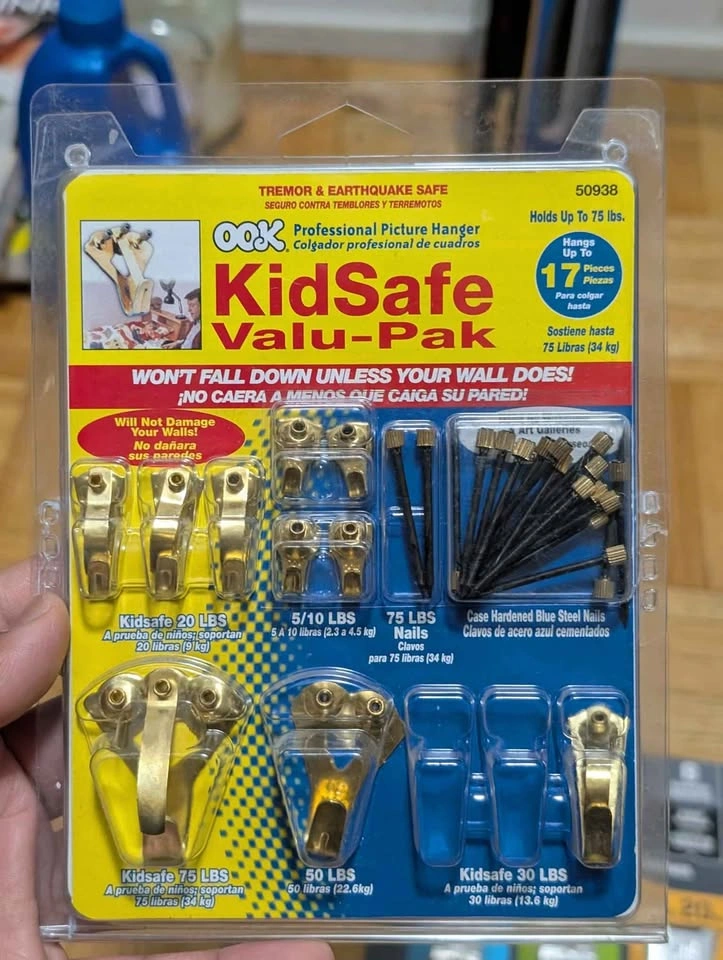 TREMOR & EARTHQUAKE SAFE
SEGURO CONTRA TEMBLORES Y TERREMOTOS
50938
OOK® Professional Picture Hanger
Colgador profesional de cuadros
Holds Up To 75 lbs.
KidSafe
Valu-Pak
Hangs
Up To
17 Pieces
Piezas
Para colgar
hasta
Sostiene hasta
75 Libras (34 kg)
WON'T FALL DOWN UNLESS YOUR WALL DOES!
¡NO CAERA A MENOS QUE CAIGA SU PARED!
Will Not Damage
Your Walls!
No dañara
sus paredes
Art Galleries
Kidsafe 20 LBS
A prueba de niños; soportan
20 libras (9 kg)
5/10 LBS
5 A 10 libras (2.3 a 4.5 kg)
75 LBS
Nails
Clavos
para 75 libras (34 kg)
Case Hardened Blue Steel Nails
Clavos de acero azul cementados
Kidsafe 75 LBS
A prueba de niños; soportan
75 libras (34 kg)
50 LBS
50 libras (22.6kg)
Kidsafe 30 LBS
A prueba de niños; soportan
30 libras (13.6 kg)